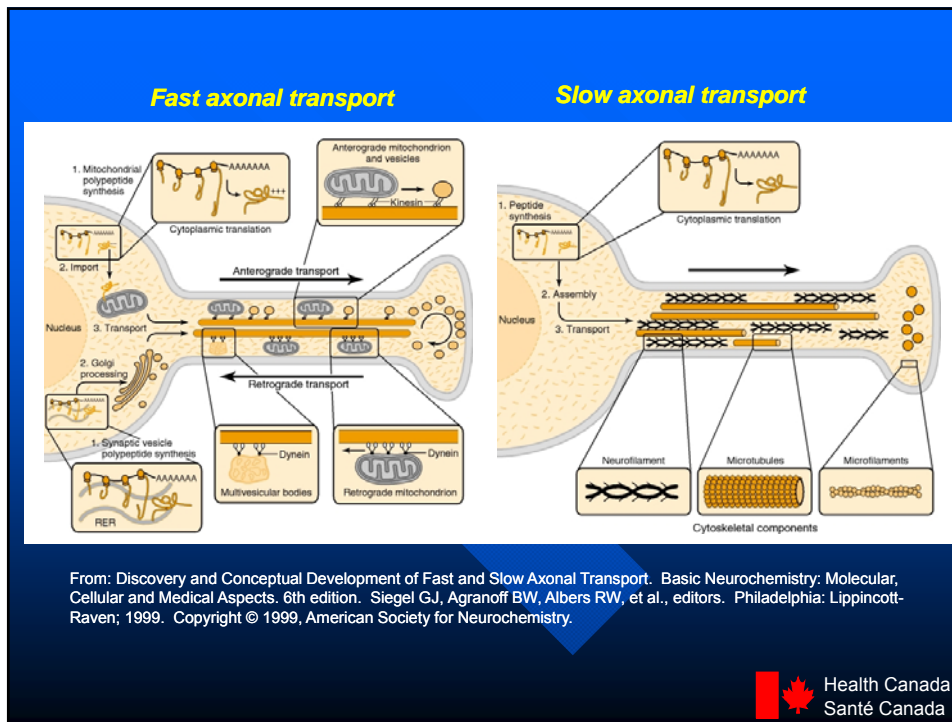 Fast axonal transport
Slow axonal transport
1. Mitochondrial
polypeptide
synthesis
AAAAAAA
+++
Cytoplasmic translation
Anterograde mitochondrion
and vesicles
Kinesin
AAAAAAA
2. Import
Anterograde transport
Nucleus
3. Transport
2. Golgi
processing
Retrograde transport
AAAAAAA
1. Synaptic vesicle
polypeptide synthesis
AAAAAAA
RER
Dynein
Multivesicular bodies
Dynein
Retrograde mitochondrion
AAAAAAA
Cytoplasmic translation
1. Peptide
synthesis
AAAAAAA
2. Assembly
Nucleus
3. Transport
Neurofilament
Microtubules
Microfilaments
Cytoskeletal components
From: Discovery and Conceptual Development of Fast and Slow Axonal Transport. Basic Neurochemistry: Molecular,
Cellular and Medical Aspects. 6th edition. Siegel GJ, Agranoff BW, Albers RW, et al., editors. Philadelphia: Lippincott-
Raven; 1999. Copyright © 1999, American Society for Neurochemistry.
Health Canada
Santé Canada